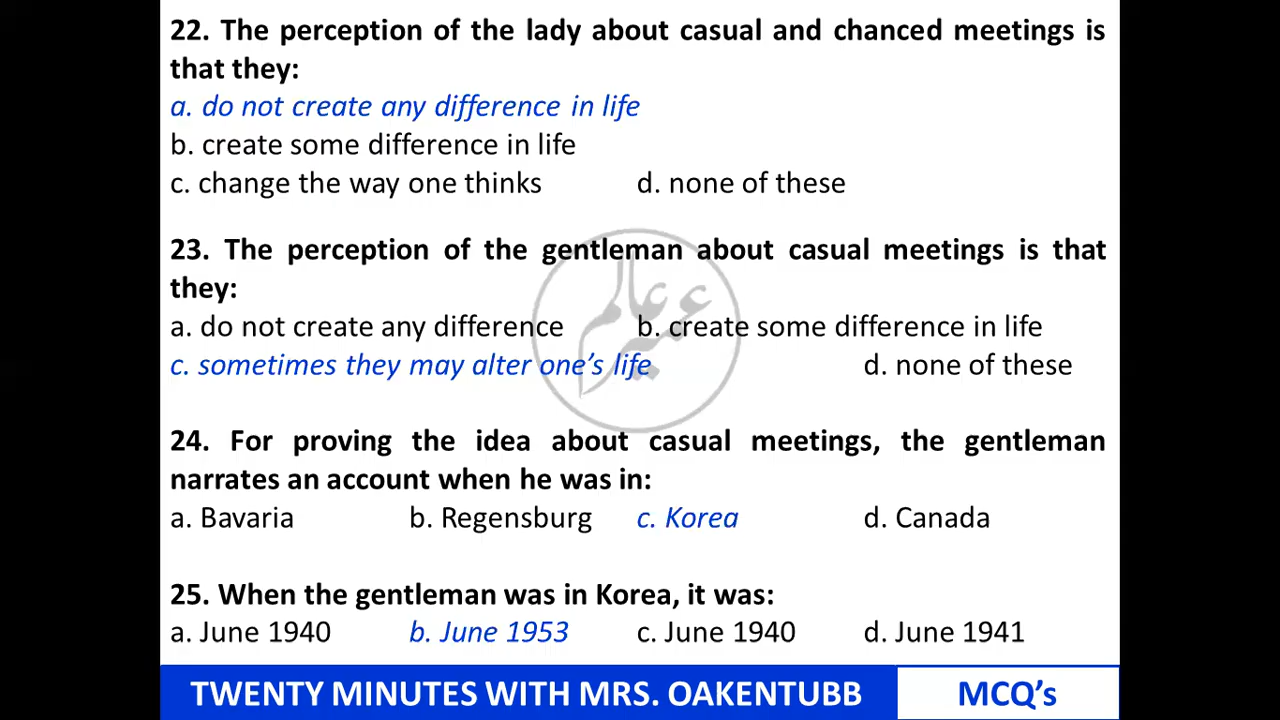 22. The perception of the lady about casual and chanced meetings is
that they:
a. do not create any difference in life
b. create some difference in life
c. change the way one thinks d. none of these
23. The perception of the gentleman about casual meetings is that
they:
a. do not create any difference b. create some difference in life
c. sometimes they may alter one's life d. none of these
24. For proving the idea about casual meetings, the gentleman
narrates an account when he was in:
a. Bavaria b. Regensburg c. Korea d. Canada
25. When the gentleman was in Korea, it was:
a. June 1940 b. June 1953 c. June 1940 d. June 1941
TWENTY MINUTES WITH MRS. OAKENTUBB MCQ's